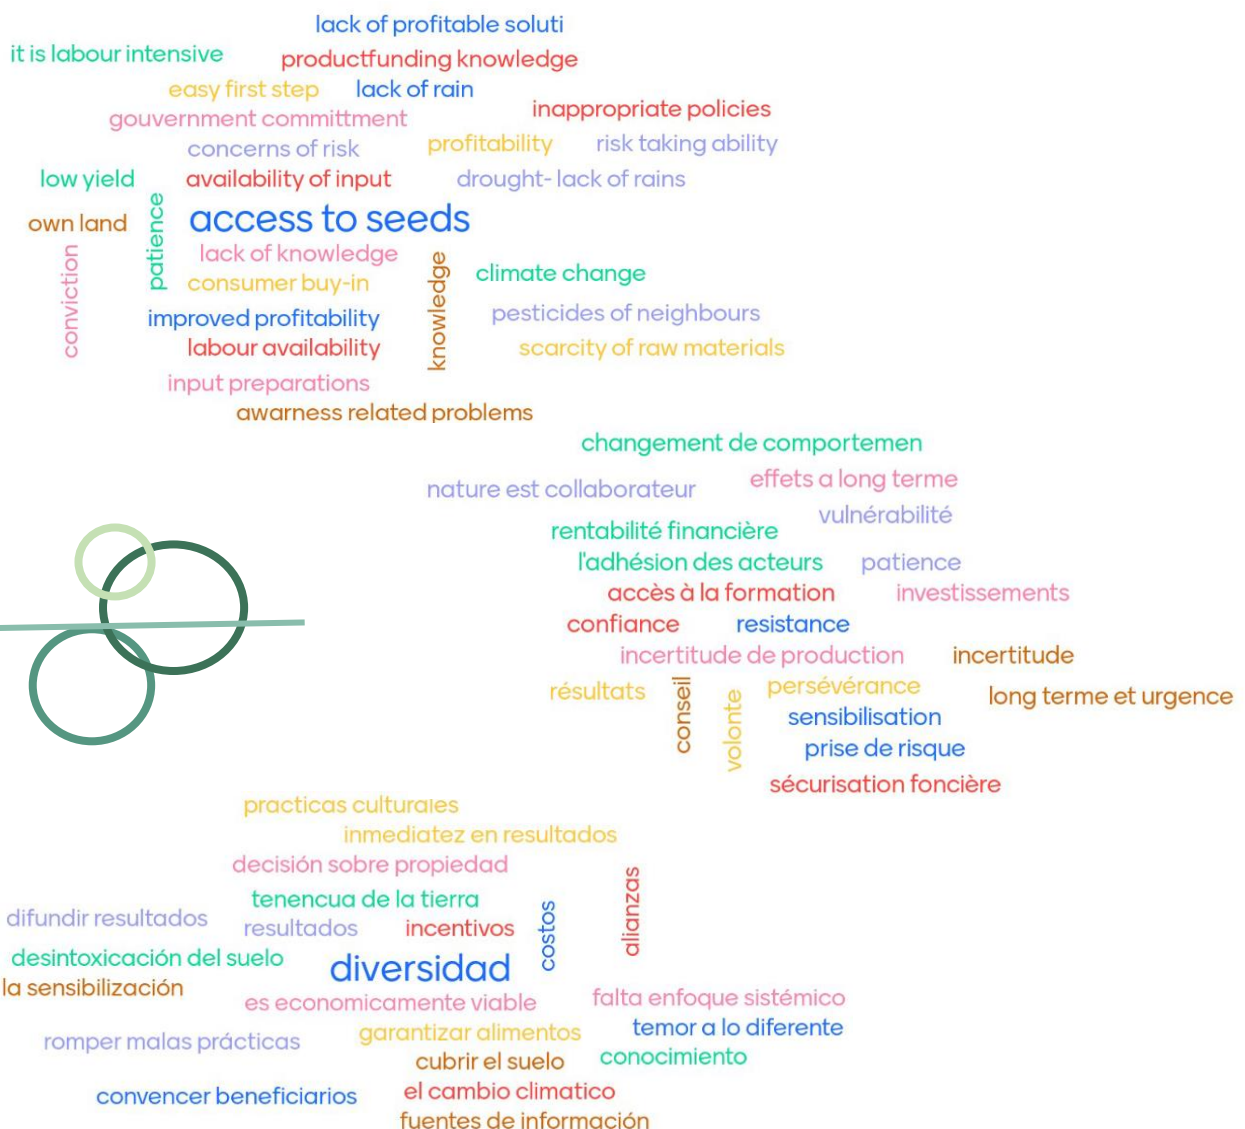 lack of profitable soluti
it is labour intensive
productfunding knowledge
easy first step
lack of rain
inappropriate policies
gouvernment committment
concerns of risk
profitability
risk taking ability
low yield
availability of input
drought- lack of rains
own land
patience
access to seeds
conviction
lack of knowledge
knowledge
climate change
consumer buy-in
improved profitability
pesticides of neighbours
labour availability
scarcity of raw materials
input preparations
awarness related problems
changement de comportemen
nature est collaborateur
effets a long terme
vulnérabilité
rentabilité financière
l'adhésion des acteurs
patience
accès à la formation
investissements
confiance
resistance
incertitude de production
incertitude
résultats
conseil
volonte
persévérance
long terme et urgence
sensibilisation
prise de risque
sécurisation foncière
practicas culturales
inmediatez en resultados
decisión sobre propiedad
tenencua de la tierra
alianzas
difundir resultados
resultados
incentivos
costos
desintoxicación del suelo
diversidad
la sensibilización
es economicamente viable
falta enfoque sistémico
romper malas prácticas
garantizar alimentos
temor a lo diferente
cubrir el suelo
conocimiento
convencer beneficiarios
el cambio climatico
fuentes de información